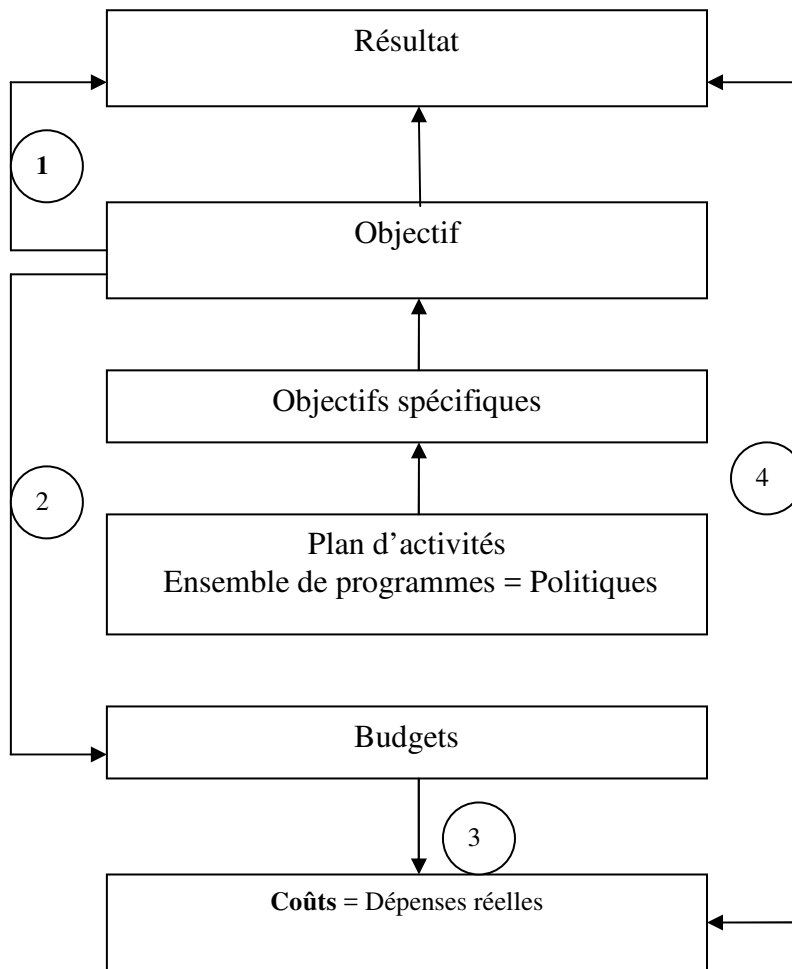 Résultat
1
Objectif
Objectifs spécifiques
2
4
Plan d’activités
Ensemble de programmes = Politiques
Budgets
3
Coûts = Dépenses réelles